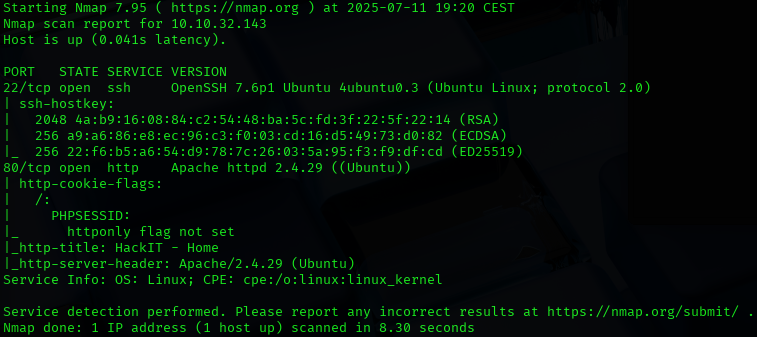 Starting Nmap 7.95 ( https://nmap.org ) at 2025-07-11 19:20 CEST
Nmap scan report for 10.10.32.143
Host is up (0.041s latency).

PORT   STATE SERVICE VERSION
22/tcp open  ssh     OpenSSH 7.6p1 Ubuntu 4ubuntu0.3 (Ubuntu Linux; protocol 2.0)
| ssh-hostkey:
|   2048 4a:b9:16:08:84:c2:54:48:ba:5c:fd:3f:22:5f:22:14 (RSA)
|   256 a9:a6:86:e8:ec:96:c3:f0:03:cd:16:d5:49:73:d0:82 (ECDSA)
|_  256 22:f6:b5:a6:54:d9:78:7c:26:03:5a:95:f3:f9:df:cd (ED25519)
80/tcp open  http    Apache httpd 2.4.29 ((Ubuntu))
| http-cookie-flags:
|   /:
|     PHPSESSID:
|_      httponly flag not set
|_http-title: HackIT - Home
|_http-server-header: Apache/2.4.29 (Ubuntu)
Service Info: OS: Linux; CPE: cpe:/o:linux:linux_kernel

Service detection performed. Please report any incorrect results at https://nmap.org/submit/ .
Nmap done: 1 IP address (1 host up) scanned in 8.30 seconds